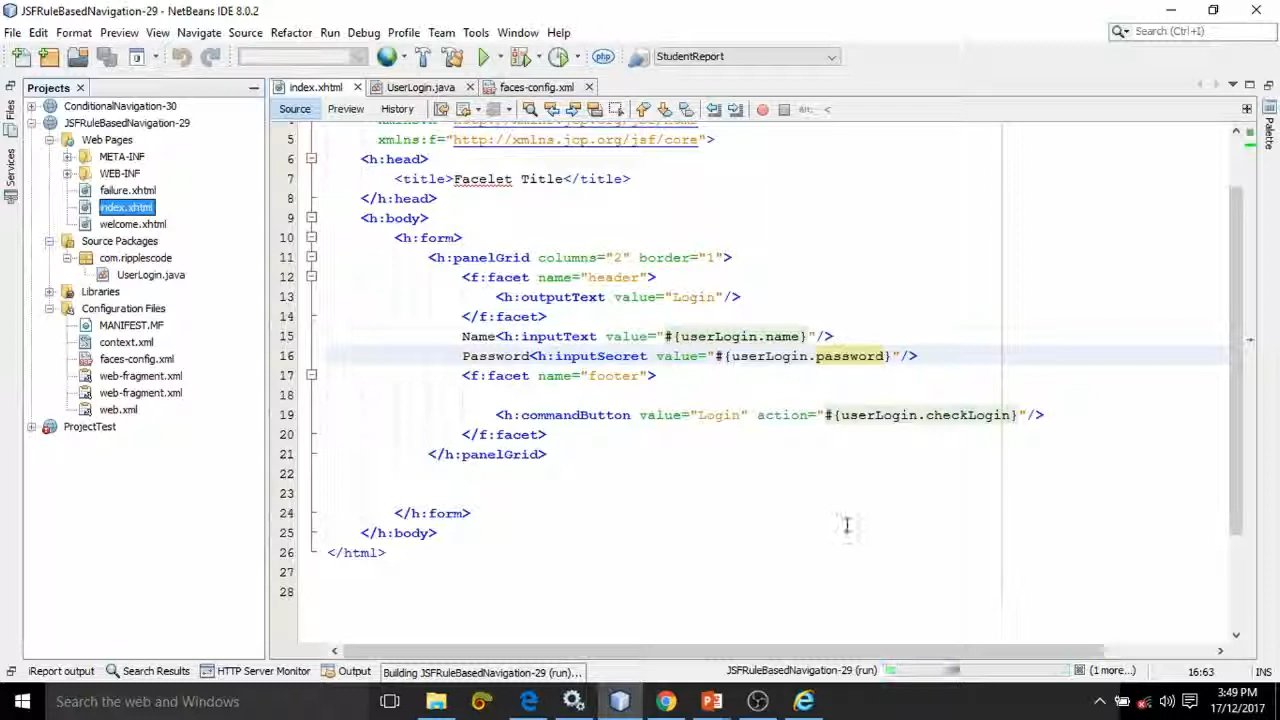 JSFRuleBasedNavigation-29 - NetBeans IDE 8.0.2
File Edit Format Preview View Navigate Source Refactor Run Debug Profile Team Tools Window Help
Search (Ctrl+I)
php StudentReport
Projects index.xhtml UserLogin.java faces-config.xml
Source Preview History
Files
Services
Palette
ConditionalNavigation-30
JSFRuleBasedNavigation-29
Web Pages
META-INF
WEB-INF
failure.xhtml
index.xhtml
welcome.xhtml
Source Packages
com.ripplescode
UserLogin.java
Libraries
Configuration Files
MANIFEST.MF
context.xml
faces-config.xml
web-fragment.xml
web-fragment.xml
web.xml
ProjectTest
5 xmlns:f="http://xmlns.jcp.org/jsf/core">
6 <h:head>
7 <title>Facelet Title</title>
8 </h:head>
9 <h:body>
10 <h:form>
11 <h:panelGrid columns="2" border="1">
12 <f:facet name="header">
13 <h:outputText value="Login"/>
14 </f:facet>
15 Name<h:inputText value="#{userLogin.name}"/>
16 Password<h:inputSecret value="#{userLogin.password}"/>
17 <f:facet name="footer">
18
19 <h:commandButton value="Login" action="#{userLogin.checkLogin}"/>
20 </f:facet>
21 </h:panelGrid>
22
23
24 </h:form>
25 </h:body>
26 </html>
27
28
iReport output Search Results HTTP Server Monitor Output Building JSFRuleBasedNavigation-29 (run)... JSFRuleBasedNavigation-29 (run) (1 more...) 16:63 INS
Search the web and Windows
3:49 PM
17/12/2017